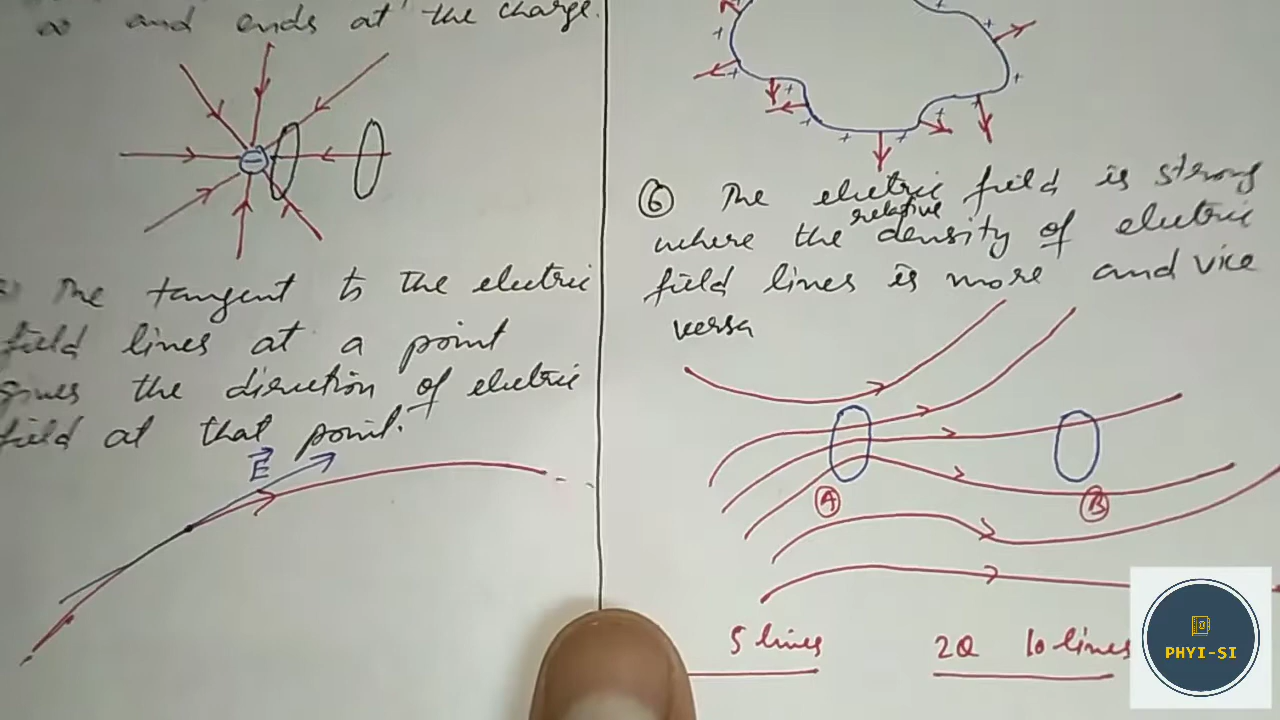 and ends at the charge.
The tangent to the electric
field lines at a point
gives the direction of electric
field at that point.
E
⑥ The electric field is strong
relative
where the density of electric
field lines is more and vice
versa
A
B
5 lines
2Q 10 lines
PHYI-SI